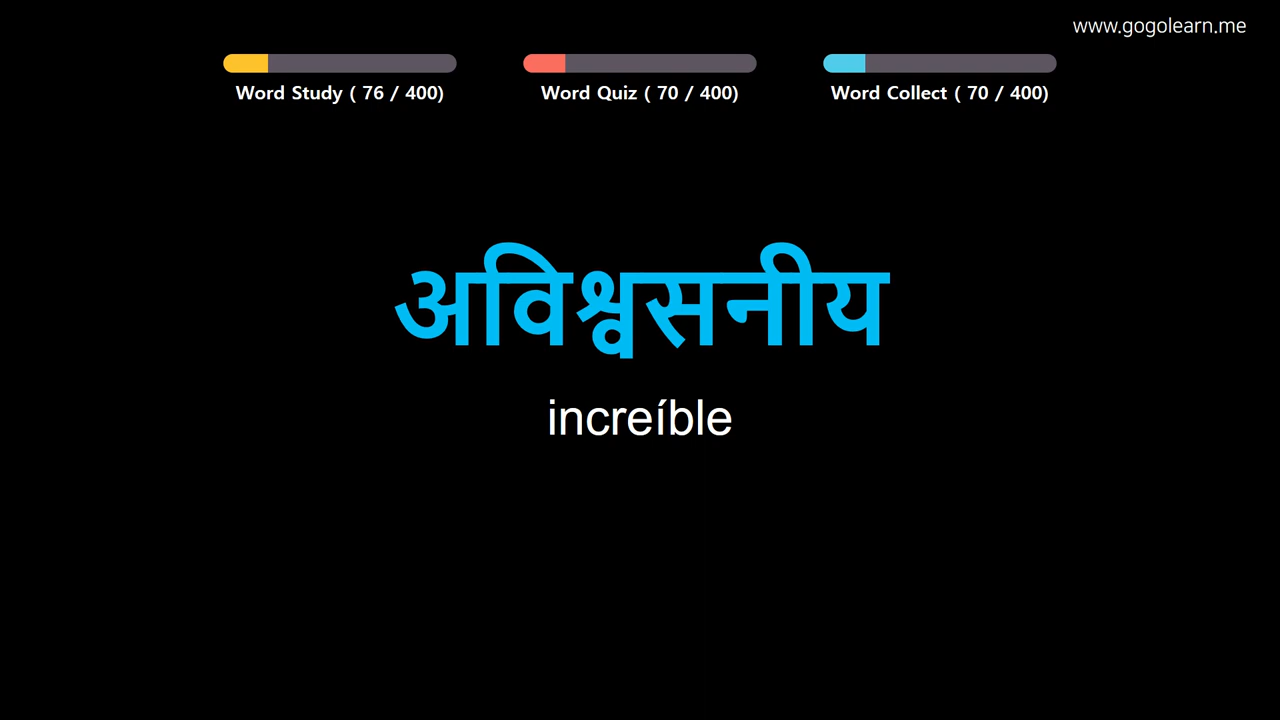 www.gogolearn.me
Word Study ( 76 / 400)
Word Quiz ( 70 / 400)
Word Collect ( 70 / 400)
अविश्वसनीय
increíble